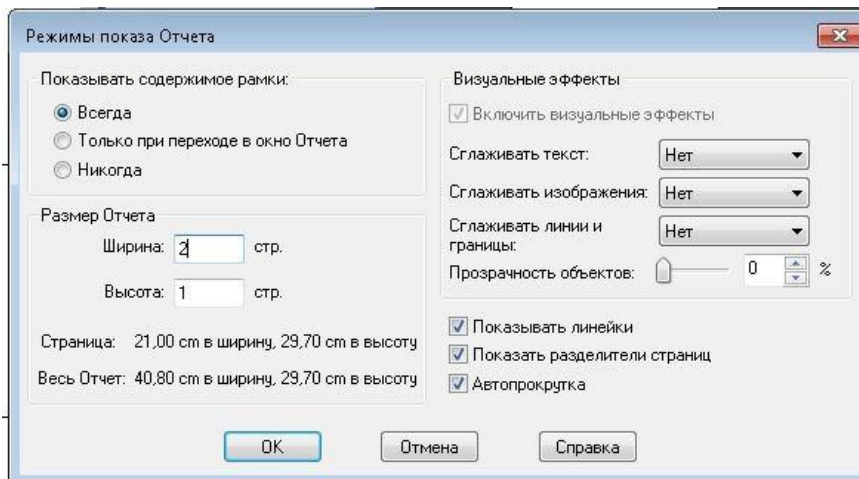 Режимы показа Отчета
Показывать содержимое рамки:
Всегда
Только при переходе в окно Отчета
Никогда
Размер Отчета
Ширина: 2 стр.
Высота: 1 стр.
Страница: 21,00 cm в ширину, 29,70 cm в высоту
Весь Отчет: 40,80 cm в ширину, 29,70 cm в высоту
Визуальные эффекты
Включить визуальные эффекты
Сглаживать текст: Нет
Сглаживать изображения: Нет
Сглаживать линии и
границы: Нет
Прозрачность объектов: 0 %
Показывать линейки
Показать разделители страниц
Автопрокрутка
OK Отмена Справка